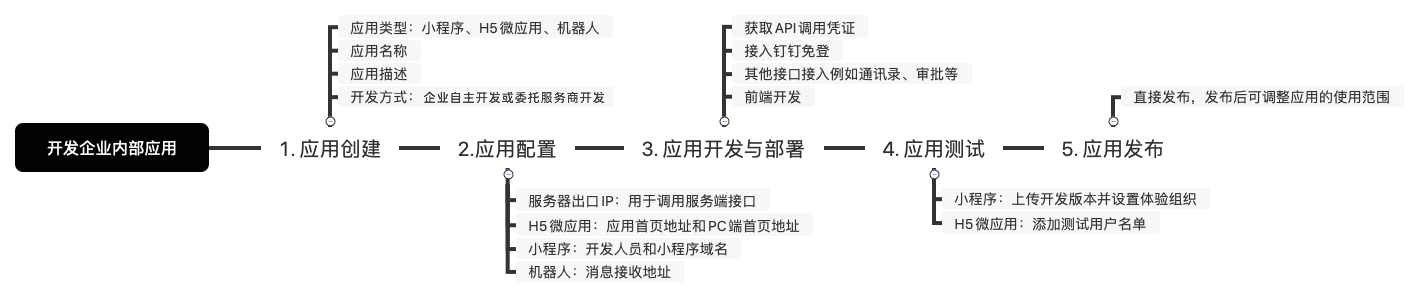 开发企业内部应用
1. 应用创建
应用类型：小程序、H5微应用、机器人
应用名称
应用描述
开发方式：企业自主开发或委托服务商开发
2.应用配置
服务器出口IP：用于调用服务端接口
H5微应用：应用首页地址和PC端首页地址
小程序：开发人员和小程序域名
机器人：消息接收地址
3. 应用开发与部署
获取API调用凭证
接入钉钉免登
其他接口接入例如通讯录、审批等
前端开发
4. 应用测试
小程序：上传开发版本并设置体验组织
H5微应用：添加测试用户名单
5. 应用发布
直接发布，发布后可调整应用的使用范围